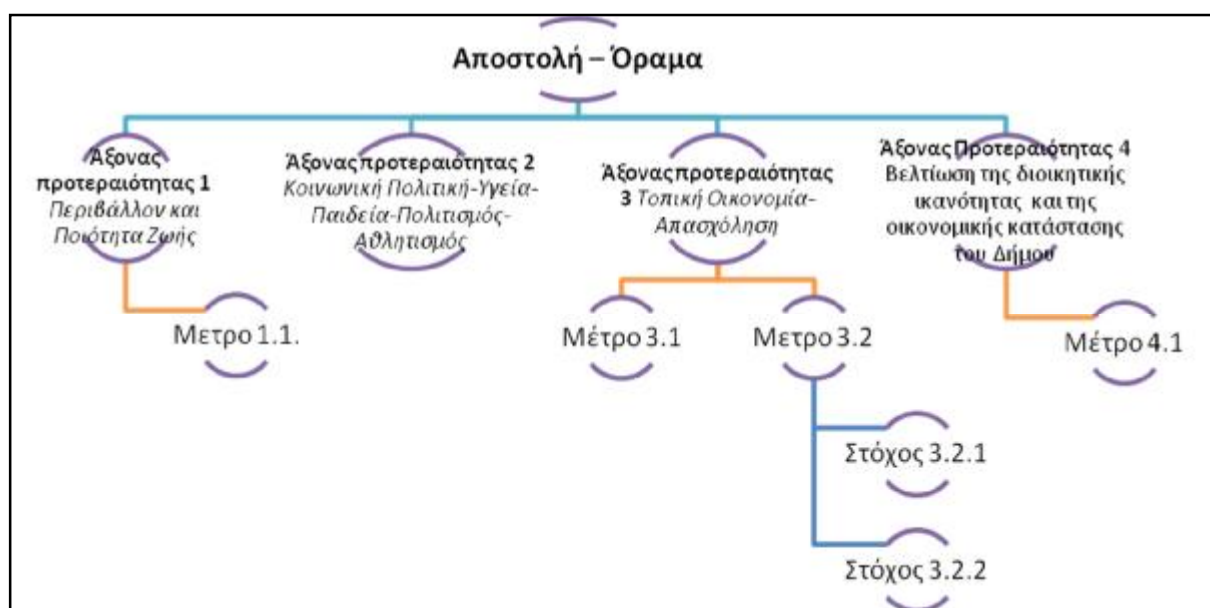 Αποστολή – Όραμα
Άξονας
προτεραιότητας 1
Περιβάλλον και
Ποιότητα Ζωής
Άξονας προτεραιότητας 2
Κοινωνική Πολιτική-Υγεία-
Παιδεία-Πολιτισμός-
Αθλητισμός
Άξονας προτεραιότητας
3 Τοπική Οικονομία-
Απασχόληση
Άξονας Προτεραιότητας 4
Βελτίωση της διοικητικής
ικανότητας και της
οικονομικής κατάστασης
του Δήμου
Μετρο 1.1.
Μέτρο 3.1
Μετρο 3.2
Μέτρο 4.1
Στόχος 3.2.1
Στόχος 3.2.2